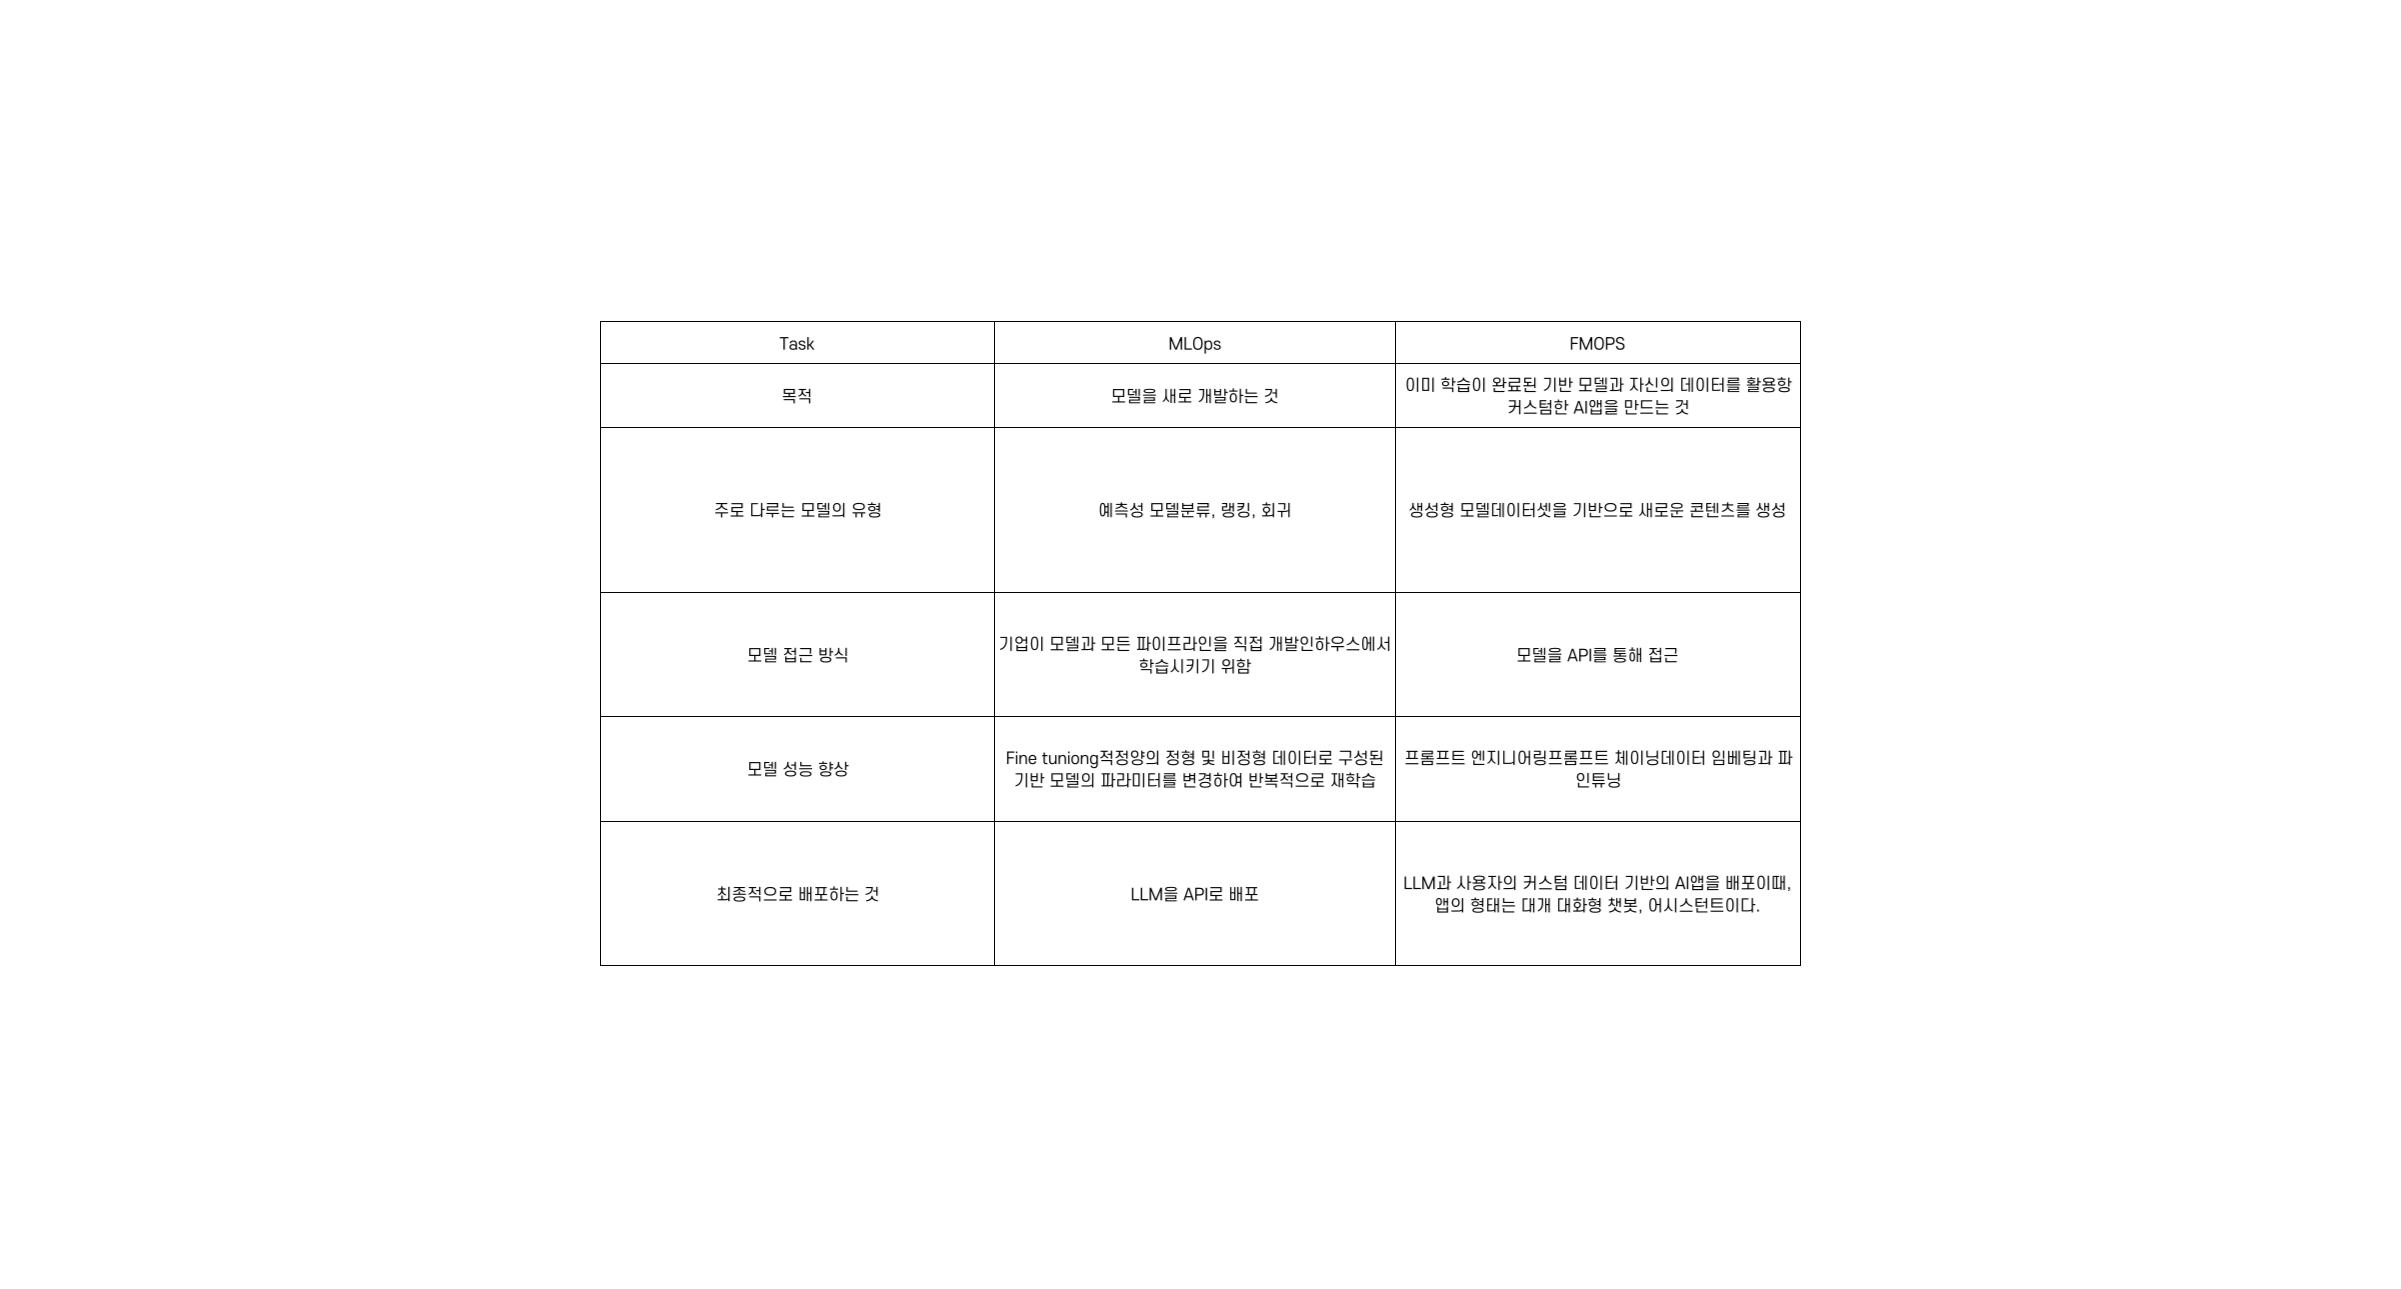 Task
MLOps
FMOPS
목적
모델을 새로 개발하는 것
이미 학습이 완료된 기반 모델과 자신의 데이터를 활용항
커스텀한 AI앱을 만드는 것
주로 다루는 모델의 유형
예측성 모델분류, 랭킹, 회귀
생성형 모델데이터셋을 기반으로 새로운 콘텐츠를 생성
모델 접근 방식
기업이 모델과 모든 파이프라인을 직접 개발인하우스에서
학습시키기 위함
모델을 API를 통해 접근
모델 성능 향상
Fine tuniong적정양의 정형 및 비정형 데이터로 구성된
기반 모델의 파라미터를 변경하여 반복적으로 재학습
프롬프트 엔지니어링프롬프트 체이닝데이터 임베팅과 파
인튜닝
최종적으로 배포하는 것
LLM을 API로 배포
LLM과 사용자의 커스텀 데이터 기반의 AI앱을 배포이때,
앱의 형태는 대개 대화형 챗봇, 어시스턴트이다.